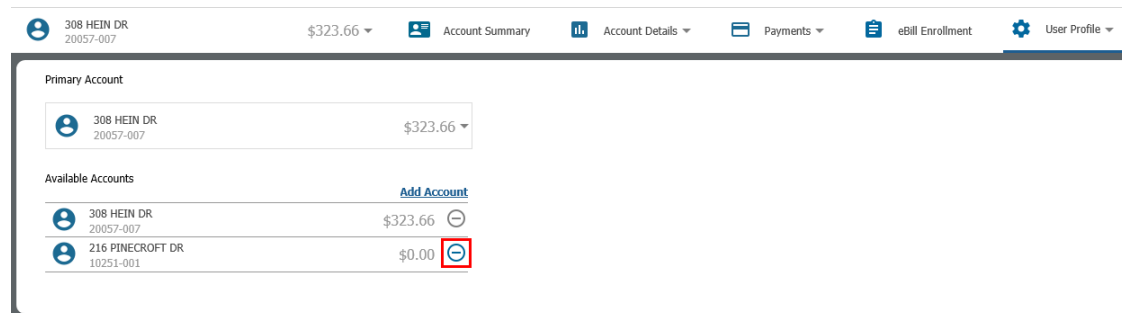 308 HEIN DR
20057-007
$323.66
Account Summary
Account Details
Payments
eBill Enrollment
User Profile
Primary Account
308 HEIN DR
20057-007
$323.66
Available Accounts
Add Account
308 HEIN DR
20057-007
$323.66
216 PINECROFT DR
10251-001
$0.00